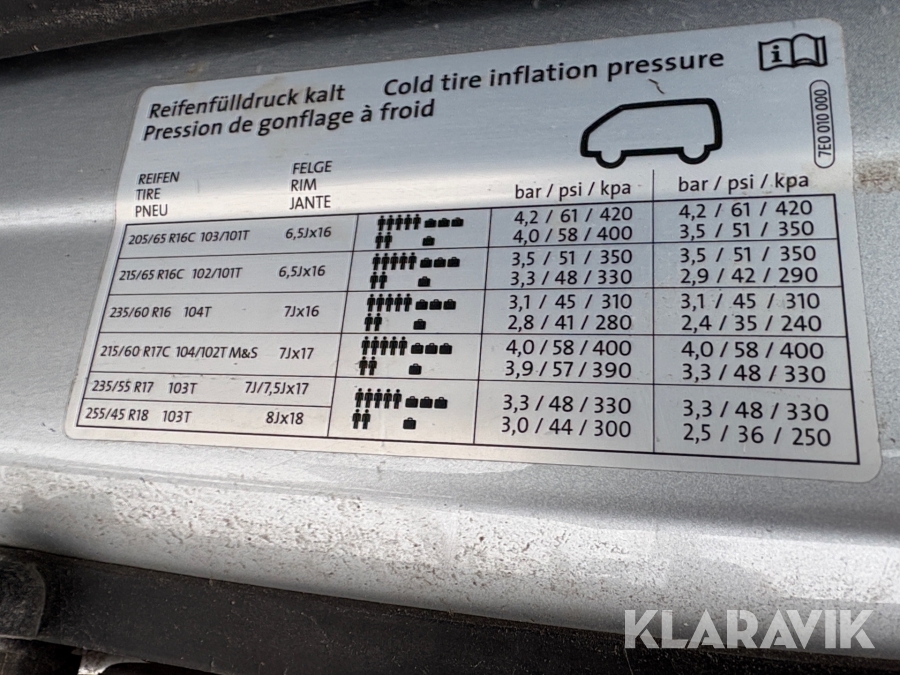 Reifenfülldruck kalt Cold tire inflation pressure
Pression de gonflage à froid
7E0 010 000
REIFEN FELGE
TIRE RIM
PNEU JANTE
bar / psi / kpa bar / psi / kpa
205/65 R16C 103/101T 6,5Jx16 4,2 / 61 / 420 4,2 / 61 / 420
4,0 / 58 / 400 3,5 / 51 / 350
215/65 R16C 102/101T 6,5Jx16 3,5 / 51 / 350 3,5 / 51 / 350
3,3 / 48 / 330 2,9 / 42 / 290
235/60 R16 104T 7Jx16 3,1 / 45 / 310 3,1 / 45 / 310
2,8 / 41 / 280 2,4 / 35 / 240
215/60 R17C 104/102T M&S 7Jx17 4,0 / 58 / 400 4,0 / 58 / 400
3,9 / 57 / 390 3,3 / 48 / 330
235/55 R17 103T 7J/7,5Jx17 3,3 / 48 / 330 3,3 / 48 / 330
255/45 R18 103T 8Jx18 3,0 / 44 / 300 2,5 / 36 / 250
KLARAVIK